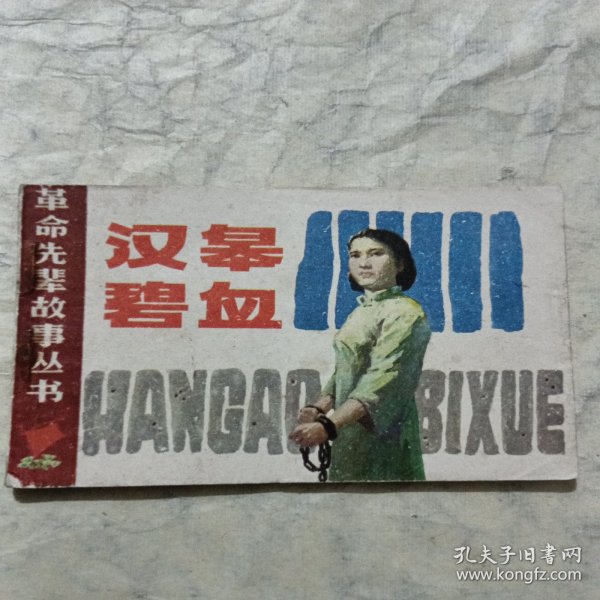 革命先辈故事丛书
汉皋
碧血
HANGAO BIXUE
孔夫子旧书网
www.kongfz.com